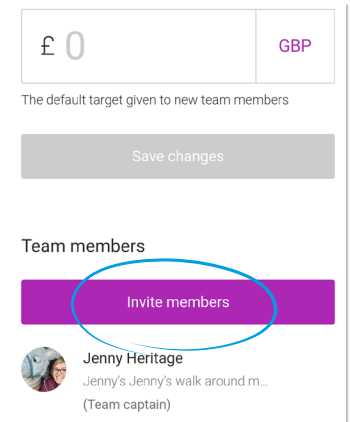 £ 0 GBP
The default target given to new team members
Save changes
Team members
Invite members
Jenny Heritage
Jenny's Jenny's walk around m...
(Team captain)